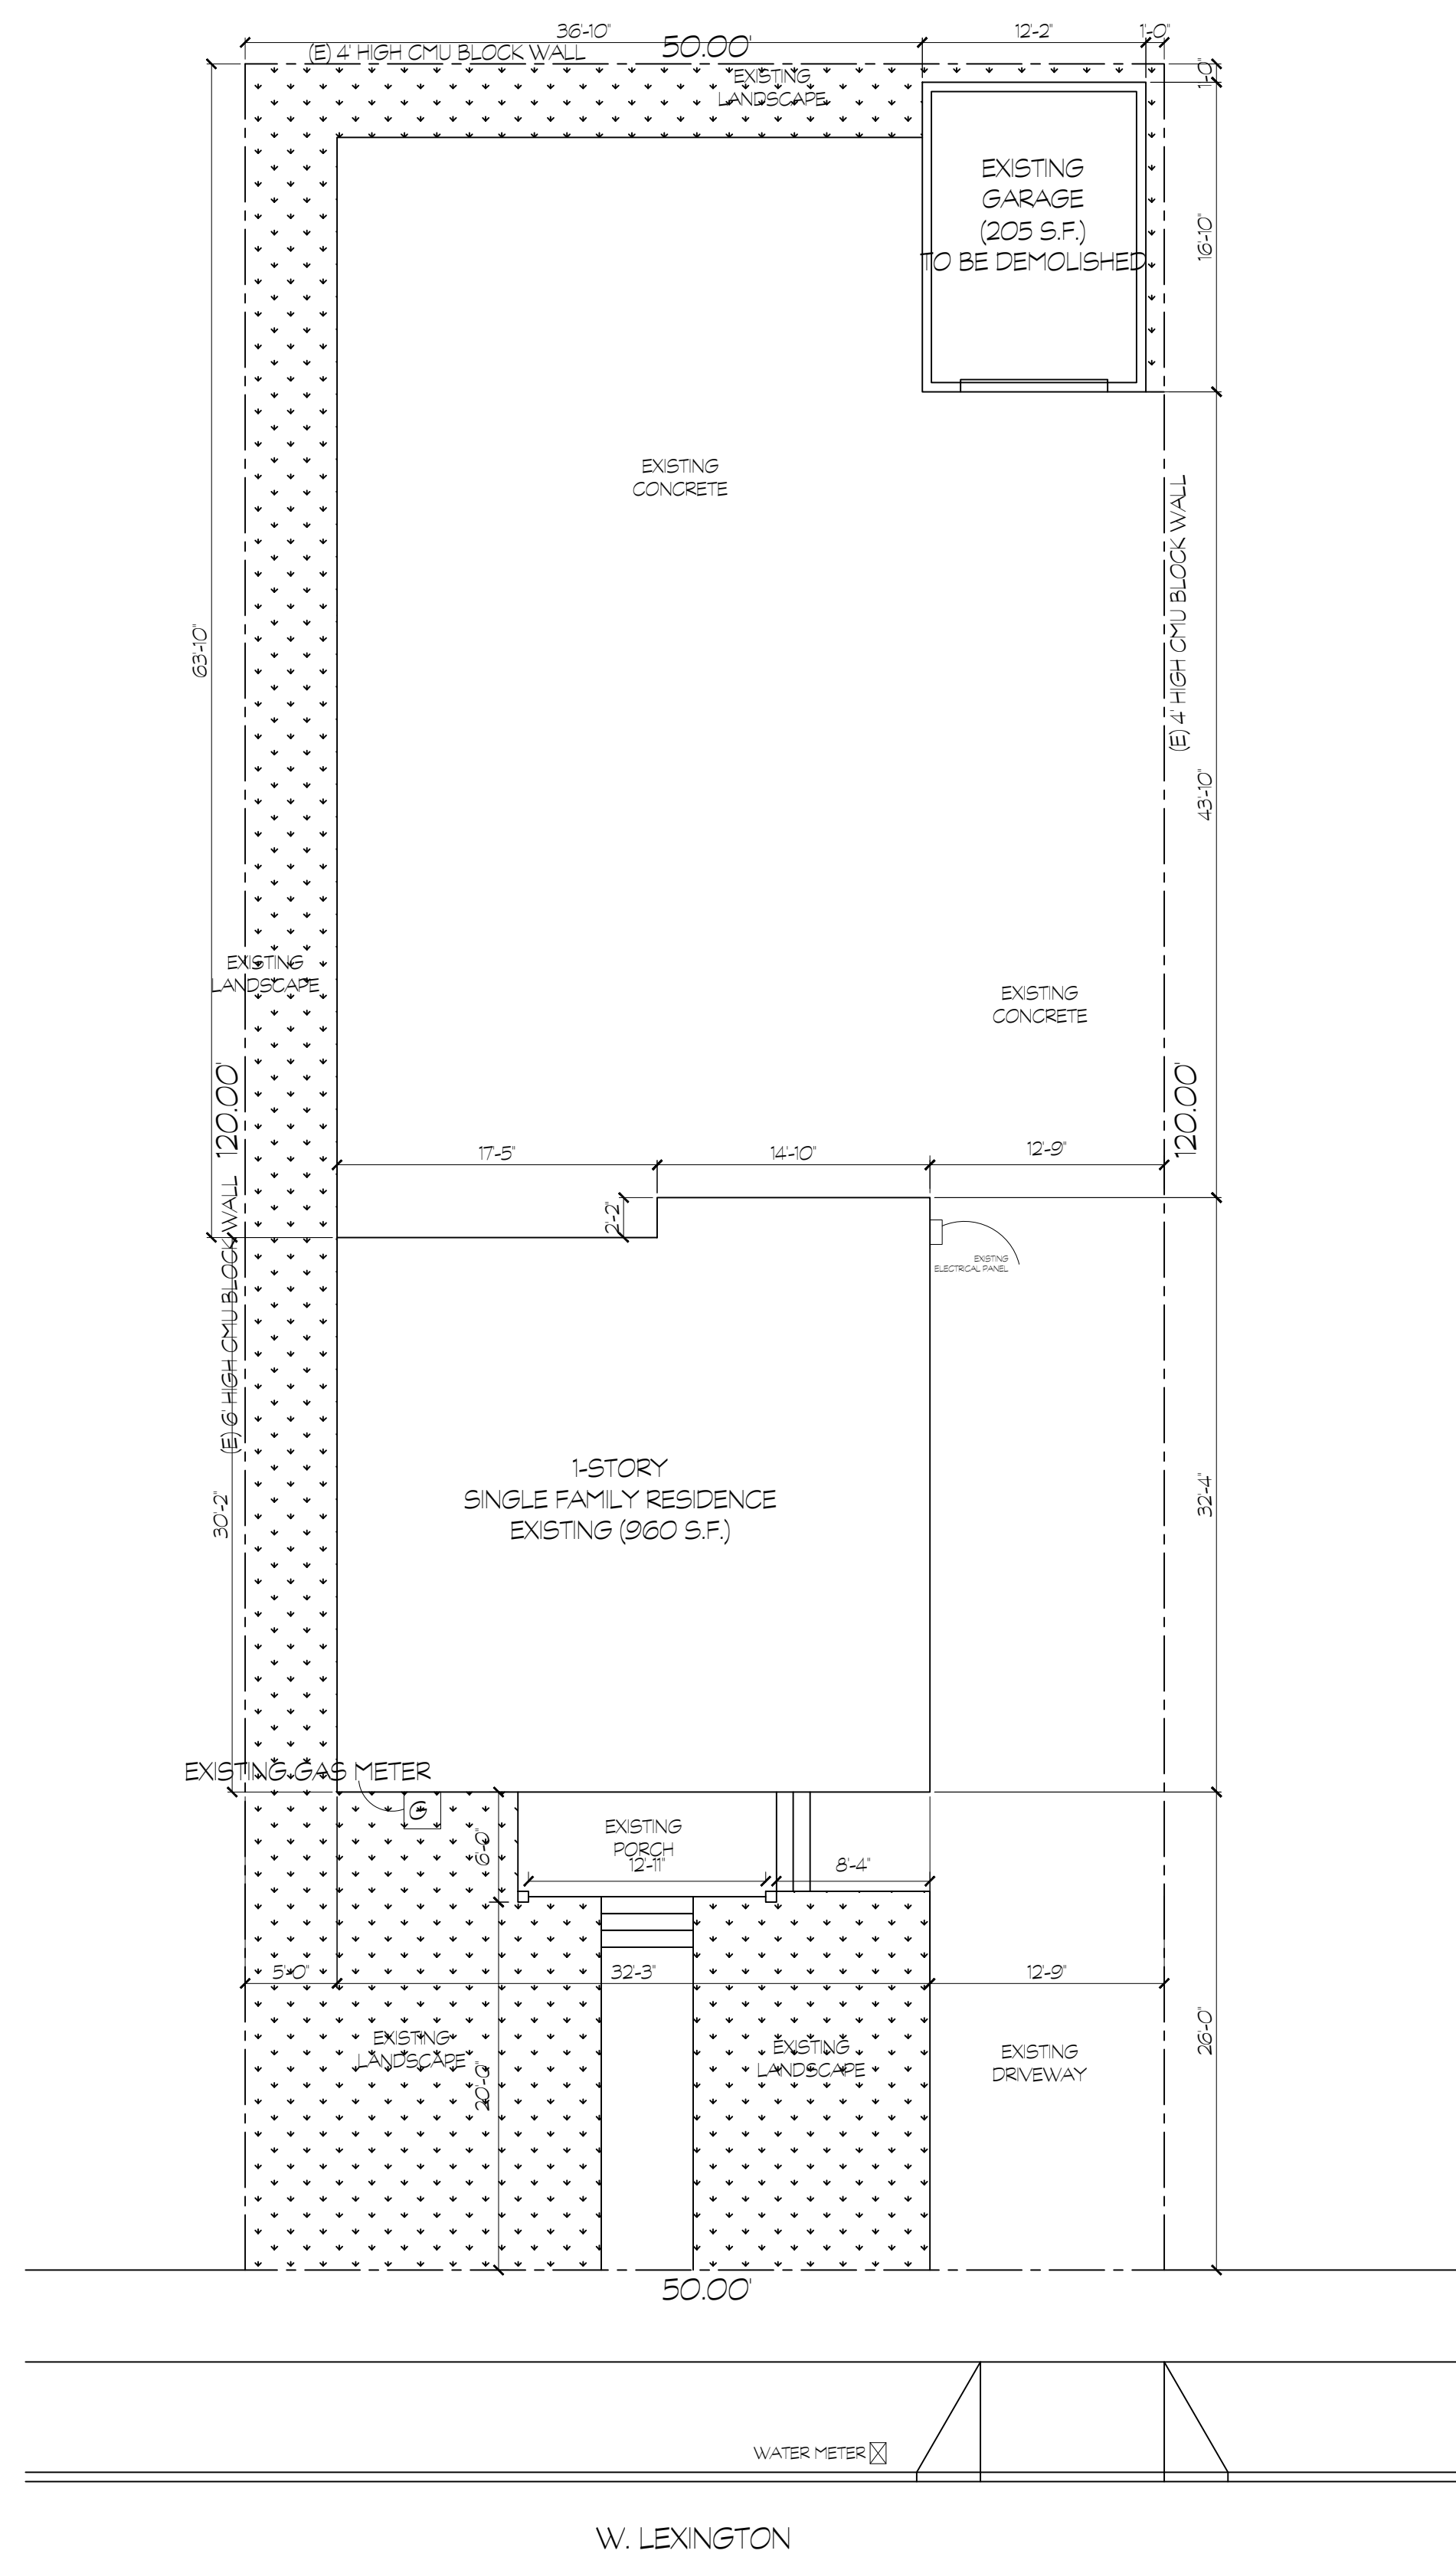 36'-10"
12'-2"
1'-0"
(E) 4' HIGH CMU BLOCK WALL
50.00'
1'-0"
EXISTING
LANDSCAPE
EXISTING
GARAGE
(205 S.F.)
TO BE DEMOLISHED
16'-10"
EXISTING
CONCRETE
(E) 4' HIGH CMU BLOCK WALL
63'-10"
43'-10"
EXISTING
LANDSCAPE
EXISTING
CONCRETE
120.00'
120.00'
17'-5"
14'-10"
12'-9"
2'-2"
EXISTING
ELECTRICAL PANEL
(E) 6' HIGH CMU BLOCK WALL
1-STORY
SINGLE FAMILY RESIDENCE
EXISTING (960 S.F.)
30'-2"
32'-4"
EXISTING GAS METER
G
EXISTING
PORCH
6'-0"
12'-11"
8'-4"
5'-0"
32'-3"
12'-9"
EXISTING
LANDSCAPE
20'-0"
EXISTING
LANDSCAPE
EXISTING
DRIVEWAY
26'-0"
50.00'
WATER METER
W. LEXINGTON